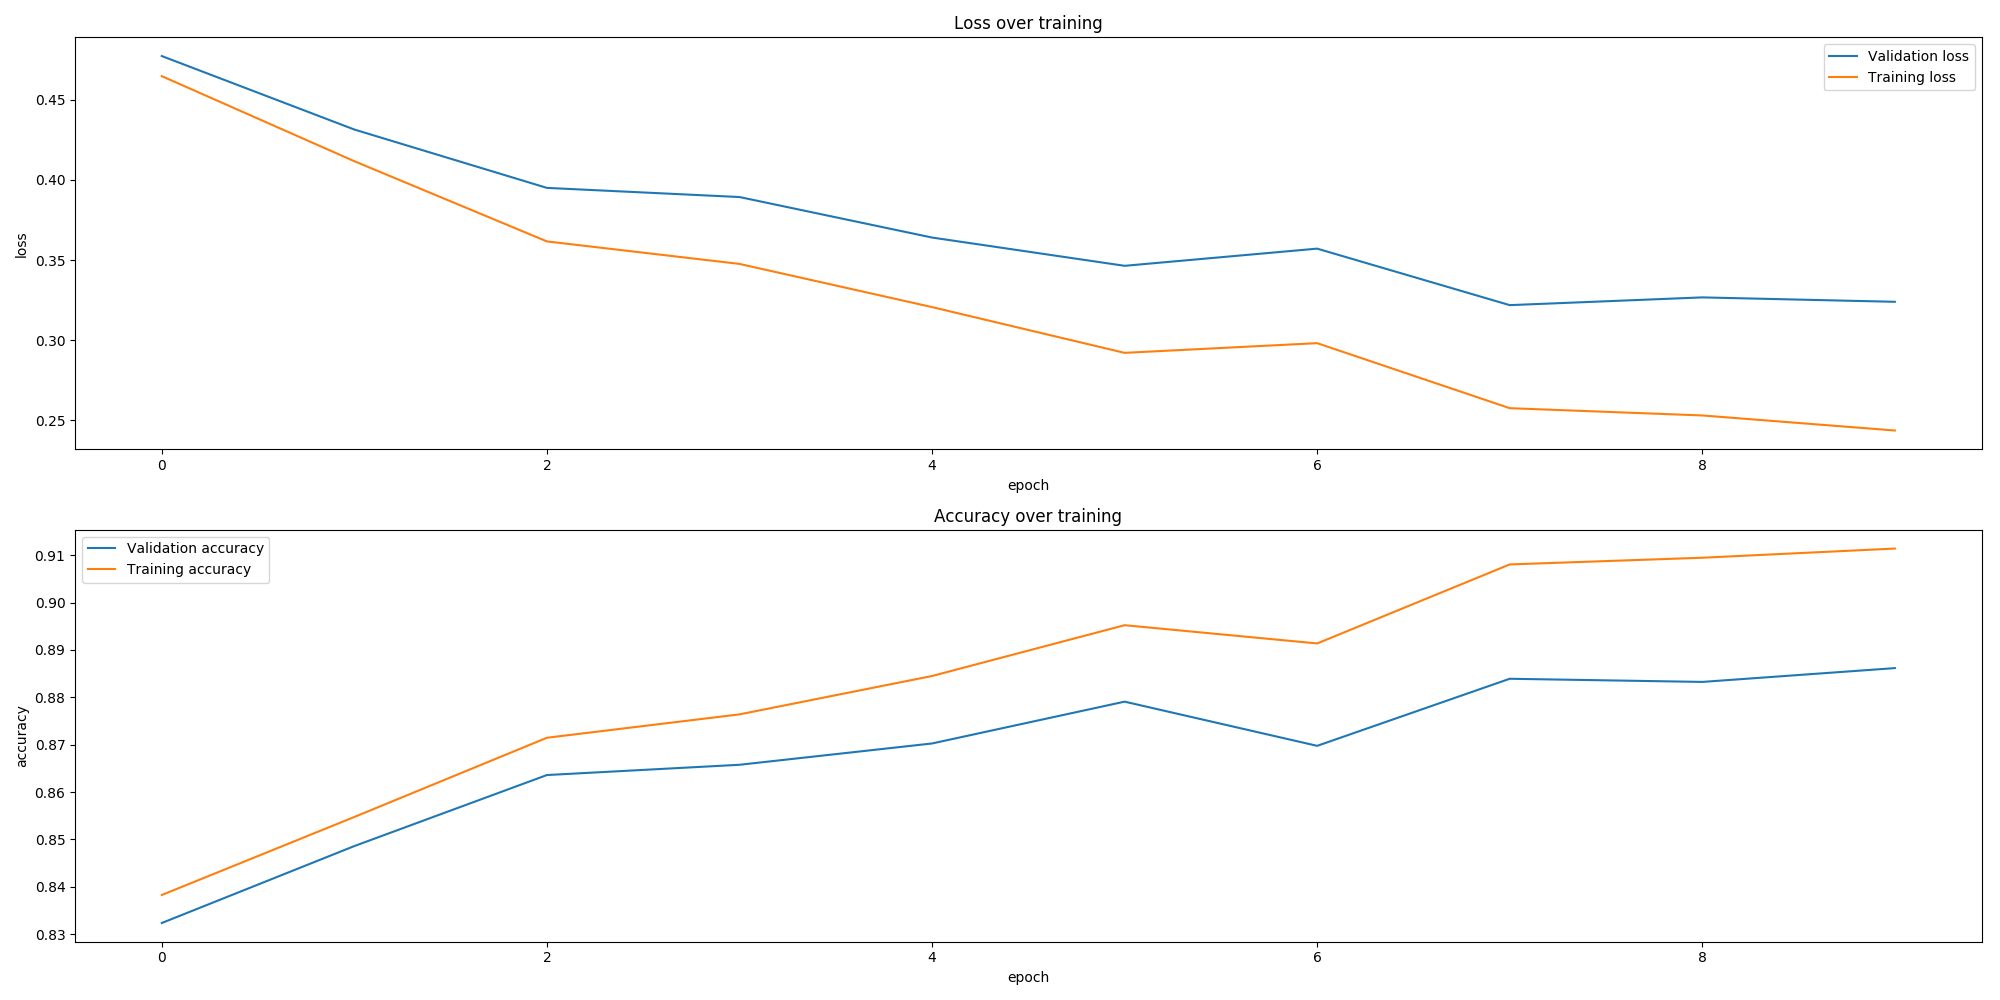 Loss over training
Validation loss
Training loss
0.45
0.40
0.35
0.30
0.25
loss
0 2 4 6 8
epoch
Accuracy over training
Validation accuracy
Training accuracy
0.91
0.90
0.89
0.88
0.87
0.86
0.85
0.84
0.83
accuracy
0 2 4 6 8
epoch